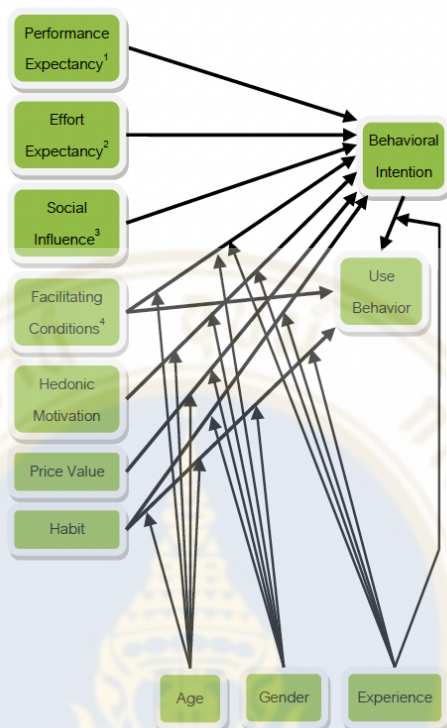 Performance
Expectancy¹
Effort
Expectancy²
Behavioral
Intention
Social
Influence³
Use
Behavior
Facilitating
Conditions⁴
Hedonic
Motivation
Price Value
Habit
Age
Gender
Experience